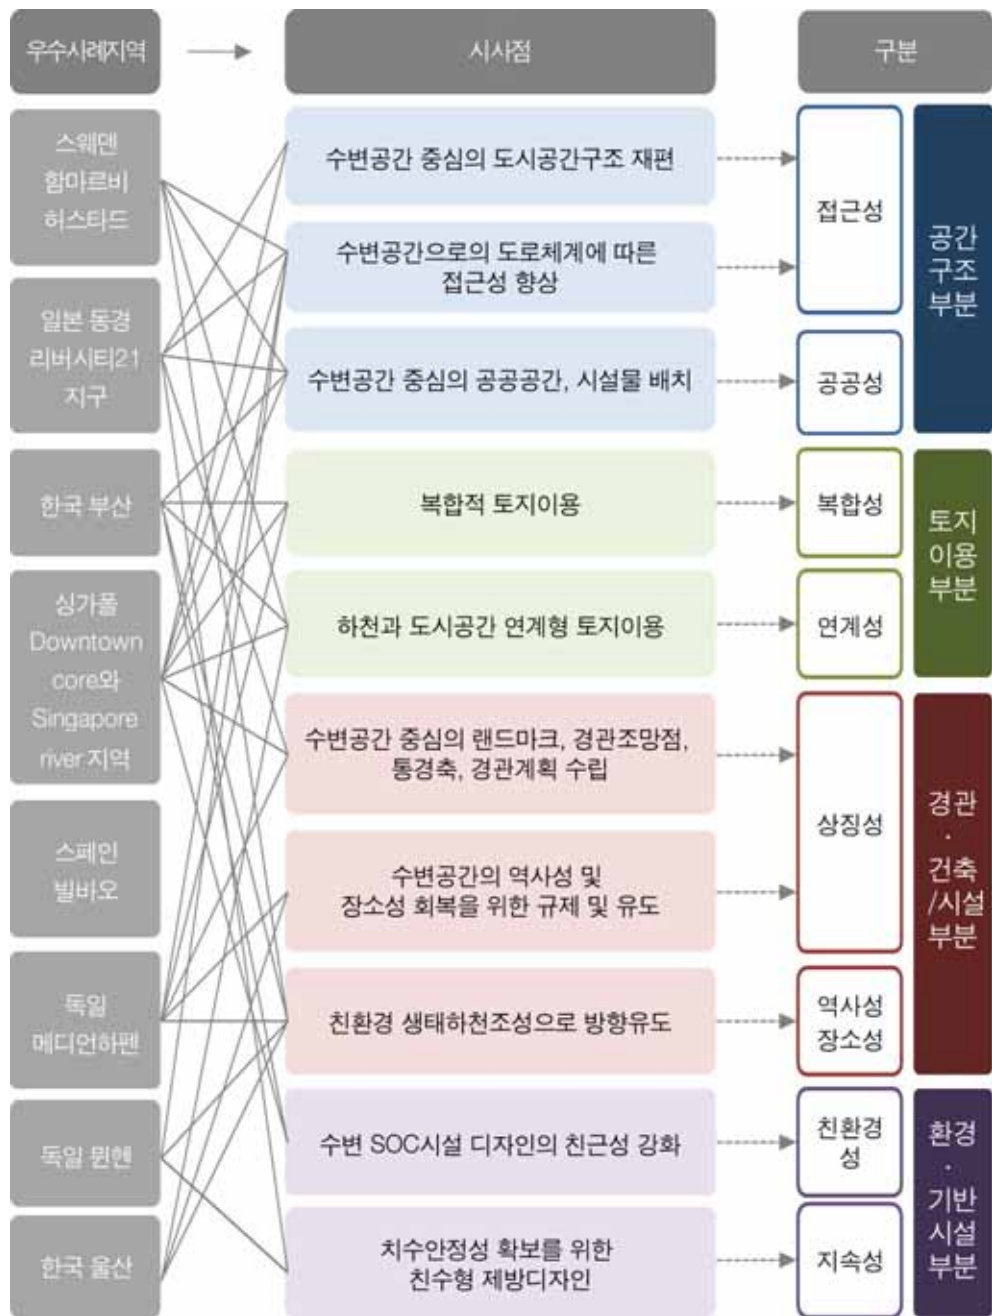 우수사례지역
시사점
구분
스웨덴
함마르비
허스타드
일본 동경
리버시티21
지구
한국 부산
싱가폴
Downtown
core와
Singapore
river 지역
스페인
빌바오
독일
메디언하펜
독일 뮌헨
한국 울산
수변공간 중심의 도시공간구조 재편
수변공간으로의 도로체계에 따른
접근성 향상
수변공간 중심의 공공공간, 시설물 배치
복합적 토지이용
하천과 도시공간 연계형 토지이용
수변공간 중심의 랜드마크, 경관조망점,
통경축, 경관계획 수립
수변공간의 역사성 및
장소성 회복을 위한 규제 및 유도
친환경 생태하천조성으로 방향유도
수변 SOC시설 디자인의 친근성 강화
치수안정성 확보를 위한
친수형 제방디자인
접근성
공공성
복합성
연계성
상징성
역사성
장소성
친환경
성
지속성
공간
구조
부분
토지
이용
부분
경관
·
건축
/시설
부분
환경
·
기반
시설
부분